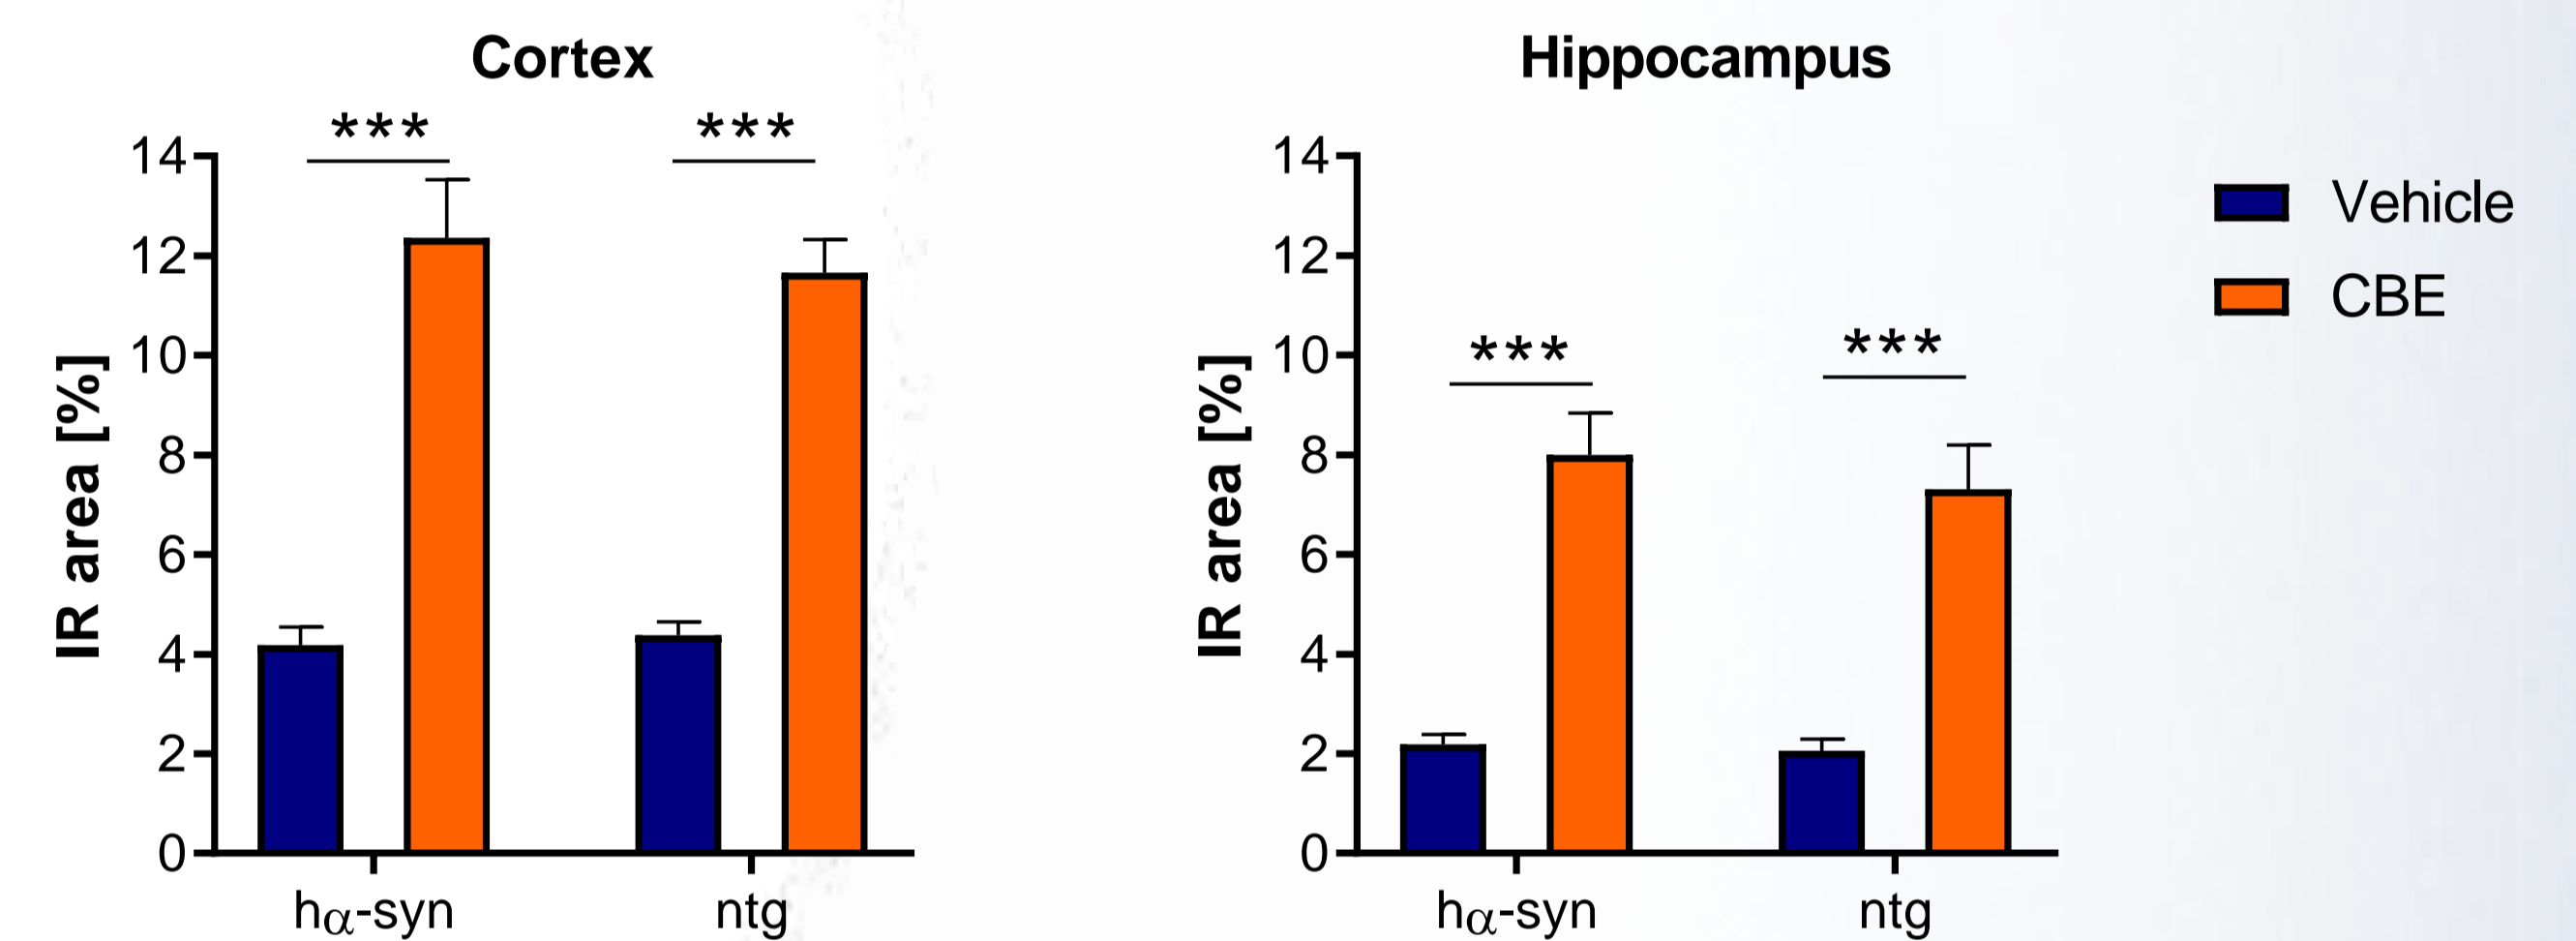 Cortex
***
***
14
12
10
8
6
4
2
0
IR area [%]
hα-syn
ntg
Hippocampus
***
***
14
12
10
8
6
4
2
0
IR area [%]
hα-syn
ntg
Vehicle
CBE